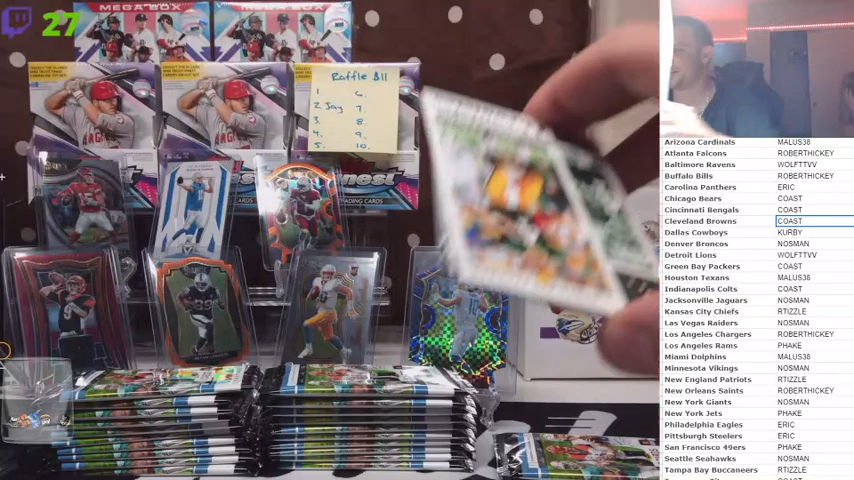 27
MEGA BOX
MEGA BOX
Raffle $11
1 6.
2 Jay 7.
3. 8.
4. 9.
5. 10.
finest
TRADING CARDS
Arizona Cardinals MALUS38
Atlanta Falcons ROBERTHICKEY
Baltimore Ravens WOLFTTVV
Buffalo Bills ROBERTHICKEY
Carolina Panthers ERIC
Chicago Bears COAST
Cincinnati Bengals COAST
Cleveland Browns COAST
Dallas Cowboys KURBY
Denver Broncos NOSMAN
Detroit Lions WOLFTTVV
Green Bay Packers COAST
Houston Texans MALUS38
Indianapolis Colts COAST
Jacksonville Jaguars NOSMAN
Kansas City Chiefs RTIZZLE
Las Vegas Raiders NOSMAN
Los Angeles Chargers ROBERTHICKEY
Los Angeles Rams PHAKE
Miami Dolphins MALUS38
Minnesota Vikings NOSMAN
New England Patriots RTIZZLE
New Orleans Saints ROBERTHICKEY
New York Giants NOSMAN
New York Jets PHAKE
Philadelphia Eagles ERIC
Pittsburgh Steelers ERIC
San Francisco 49ers PHAKE
Seattle Seahawks NOSMAN
Tampa Bay Buccaneers RTIZZLE